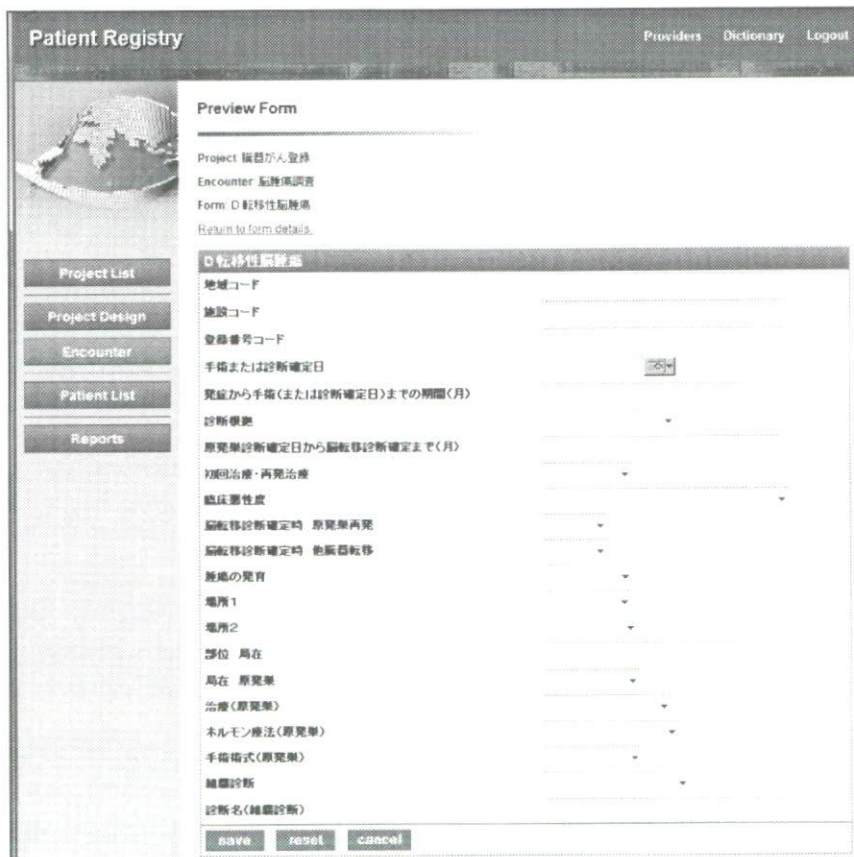 Patient Registry
Providers Dictionary Logout
Preview Form
Project 臓器がん登録
Encounter 脳腫瘍調査
Form: D 転移性脳腫瘍
Return to form details.
Project List
Project Design
Encounter
Patient List
Reports
D 転移性脳腫瘍
地域コード
施設コード
登録番号コード
手術または診断確定日
発症から手術(または診断確定日)までの期間(月)
診断根拠
原発巣診断確定日から脳転移診断確定まで(月)
初回治療・再発治療
臨床悪性度
脳転移診断確定時 原発巣再発
脳転移診断確定時 他臓器転移
腫瘍の発育
場所1
場所2
部位 局在
局在 原発巣
治療(原発巣)
ホルモン療法(原発巣)
手術術式(原発巣)
組織診断
診断名(組織診断)
save reset cancel